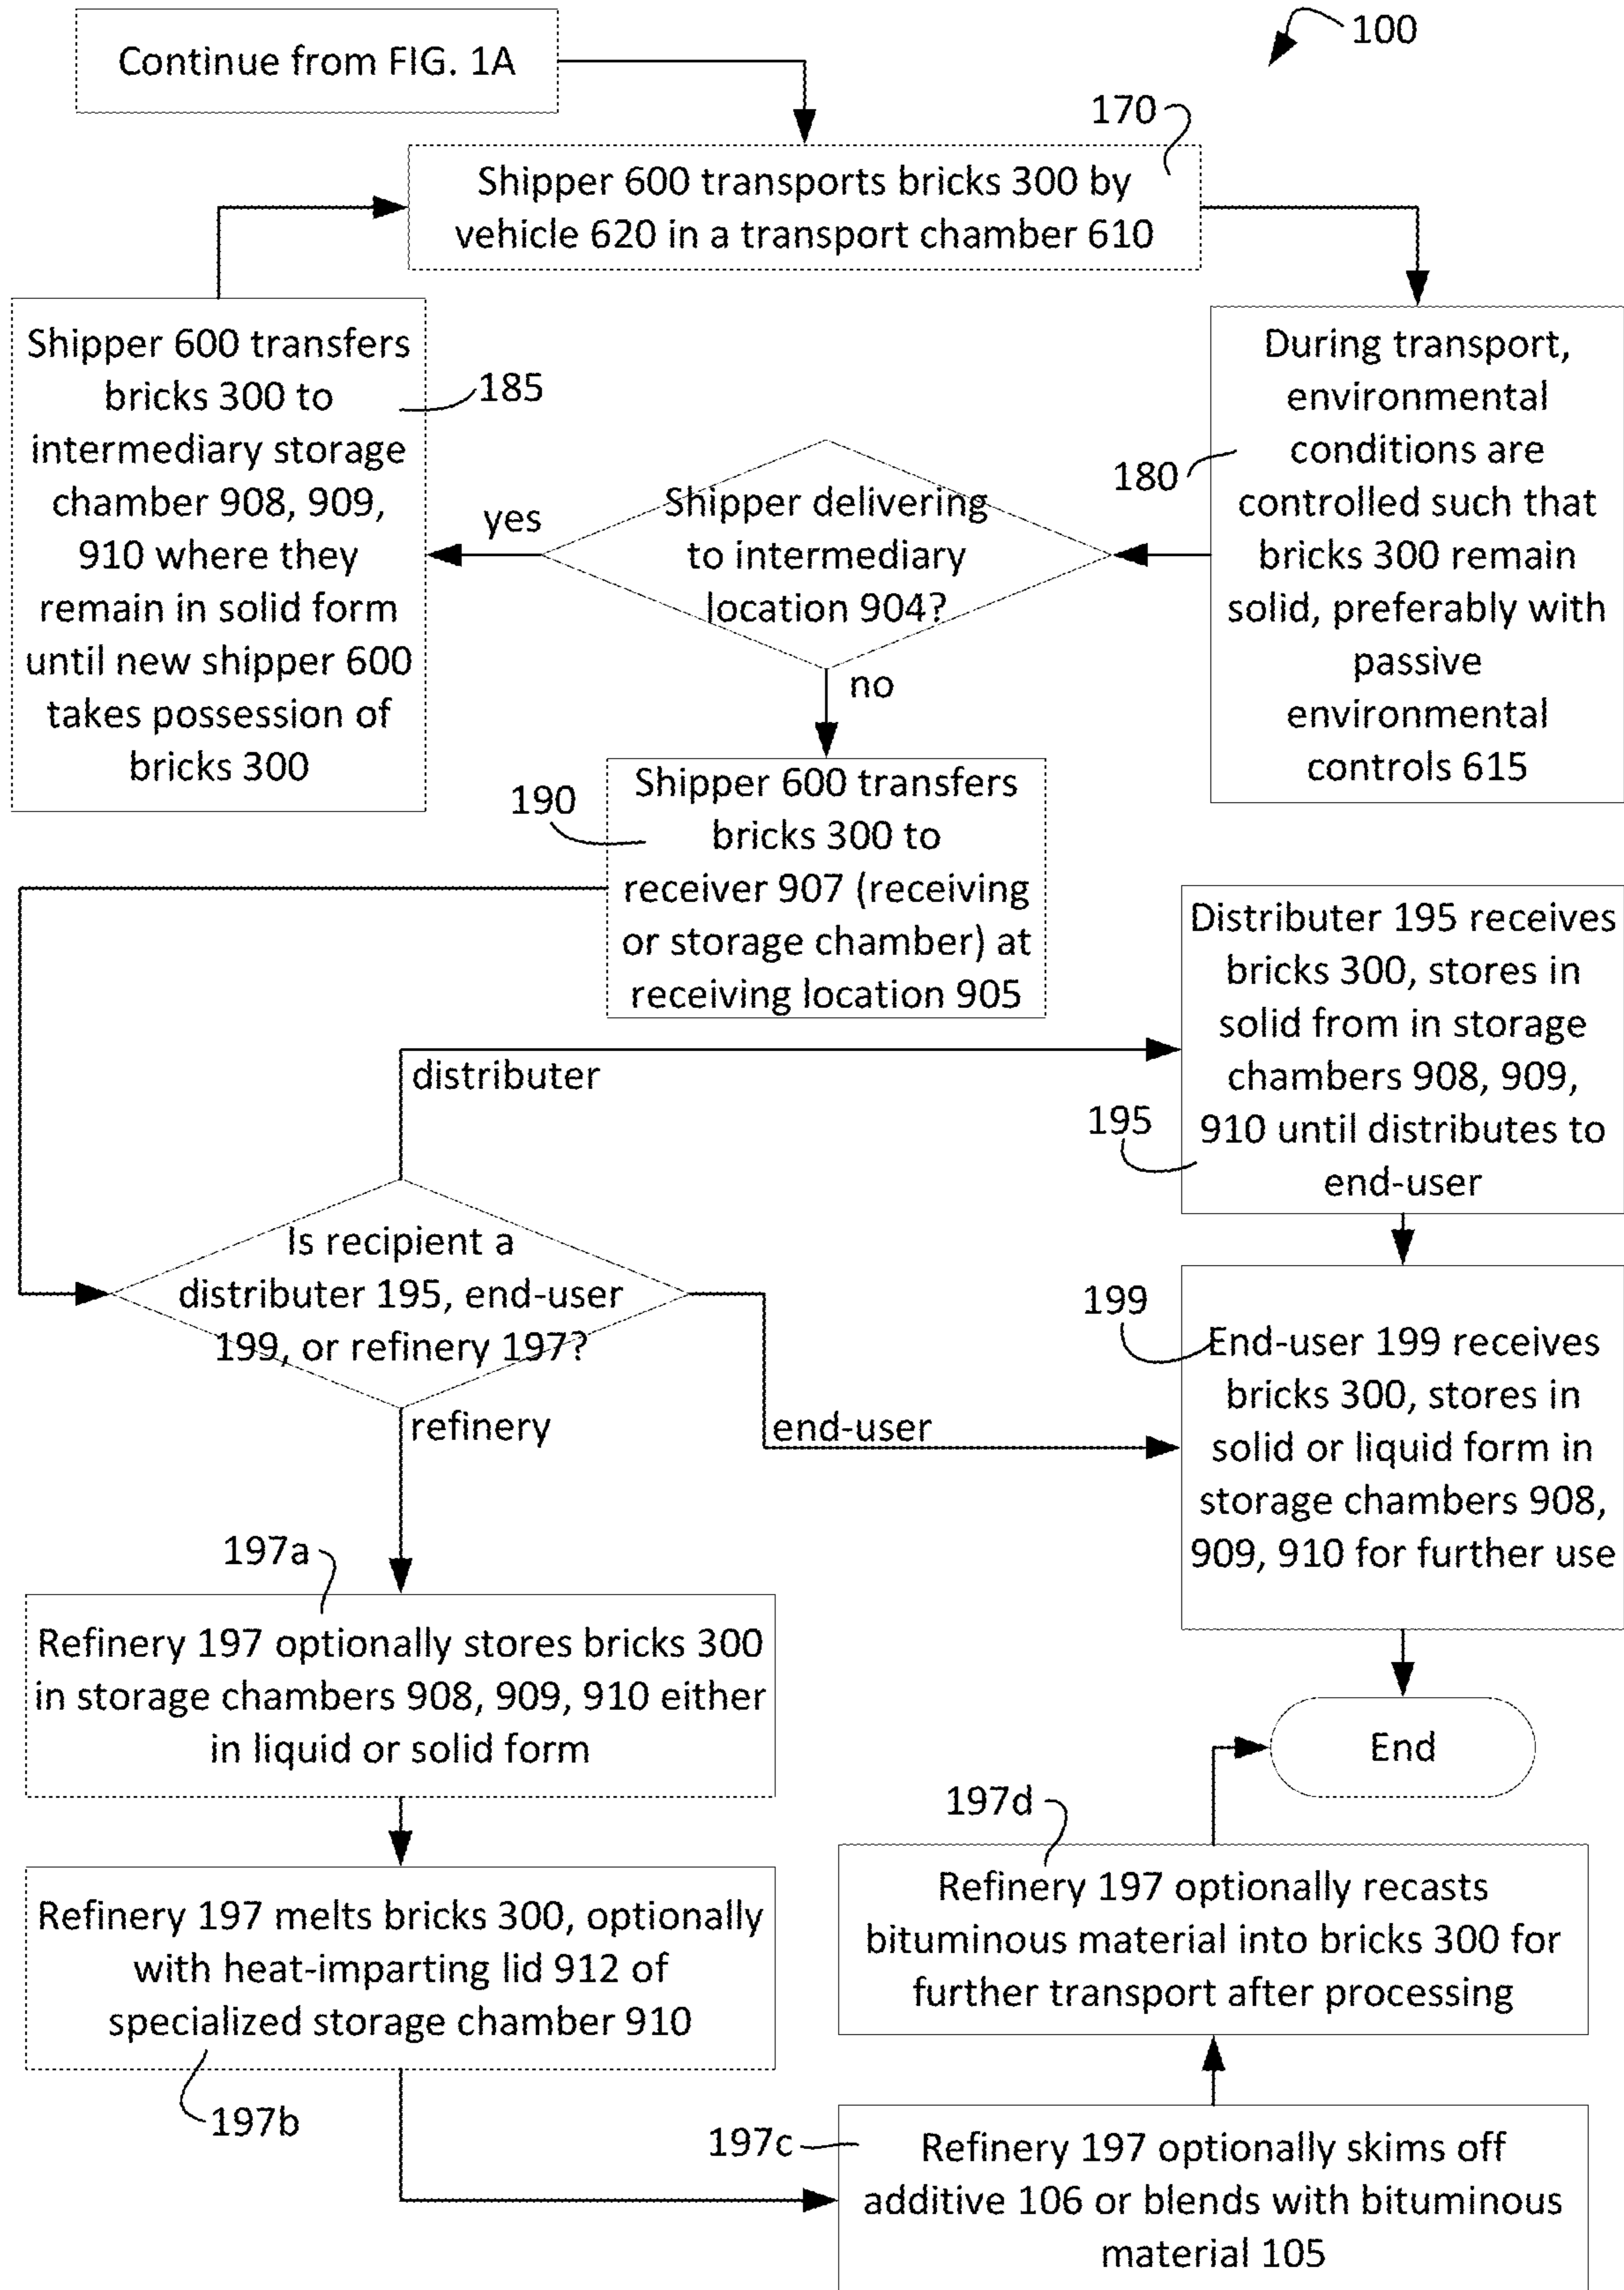 100
Continue from FIG. 1A
170
Shipper 600 transports bricks 300 by
vehicle 620 in a transport chamber 610
Shipper 600 transfers
bricks 300 to
intermediary storage
chamber 908, 909,
910 where they
remain in solid form
until new shipper 600
takes possession of
bricks 300
185
yes
Shipper delivering
to intermediary
location 904?
no
180
During transport,
environmental
conditions are
controlled such that
bricks 300 remain
solid, preferably with
passive
environmental
controls 615
190
Shipper 600 transfers
bricks 300 to
receiver 907 (receiving
or storage chamber) at
receiving location 905
distributer
Distributer 195 receives
bricks 300, stores in
solid from in storage
chambers 908, 909,
910 until distributes to
end-user
195
Is recipient a
distributer 195, end-user
199, or refinery 197?
refinery
end-user
199
End-user 199 receives
bricks 300, stores in
solid or liquid form in
storage chambers 908,
909, 910 for further use
197a
Refinery 197 optionally stores bricks 300
in storage chambers 908, 909, 910 either
in liquid or solid form
End
197d
Refinery 197 melts bricks 300, optionally
with heat-imparting lid 912 of
specialized storage chamber 910
197b
Refinery 197 optionally recasts
bituminous material into bricks 300 for
further transport after processing
197c
Refinery 197 optionally skims off
additive 106 or blends with bituminous
material 105